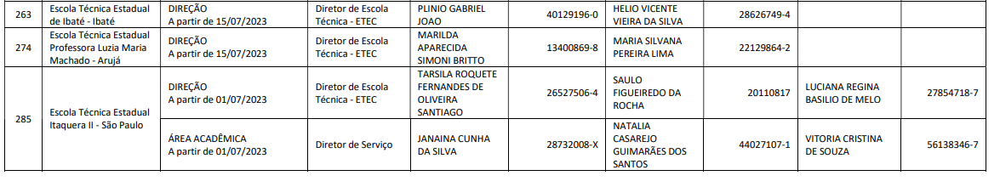 263
Escola Técnica Estadual
de Ibaté - Ibaté
DIREÇÃO
A partir de 15/07/2023
Diretor de Escola
Técnica - ETEC
PLINIO GABRIEL
JOAO
40129196-0
HELIO VICENTE
VIEIRA DA SILVA
28626749-4
274
Escola Técnica Estadual
Professora Luzia Maria
Machado - Arujá
DIREÇÃO
A partir de 15/07/2023
Diretor de Escola
Técnica - ETEC
MARILDA
APARECIDA
SIMONI BRITTO
13400869-8
MARIA SILVANA
PEREIRA LIMA
22129864-2
285
Escola Técnica Estadual
Itaquera II - São Paulo
DIREÇÃO
A partir de 01/07/2023
Diretor de Escola
Técnica - ETEC
TARSILA ROQUETE
FERNANDES DE
OLIVEIRA
SANTIAGO
26527506-4
SAULO
FIGUEIREDO DA
ROCHA
20110817
LUCIANA REGINA
BASILIO DE MELO
27854718-7
ÁREA ACADÊMICA
A partir de 01/07/2023
Diretor de Serviço
JANAINA CUNHA
DA SILVA
28732008-X
NATALIA
CASAREJO
GUIMARÃES DOS
SANTOS
44027107-1
VITORIA CRISTINA
DE SOUZA
56138346-7